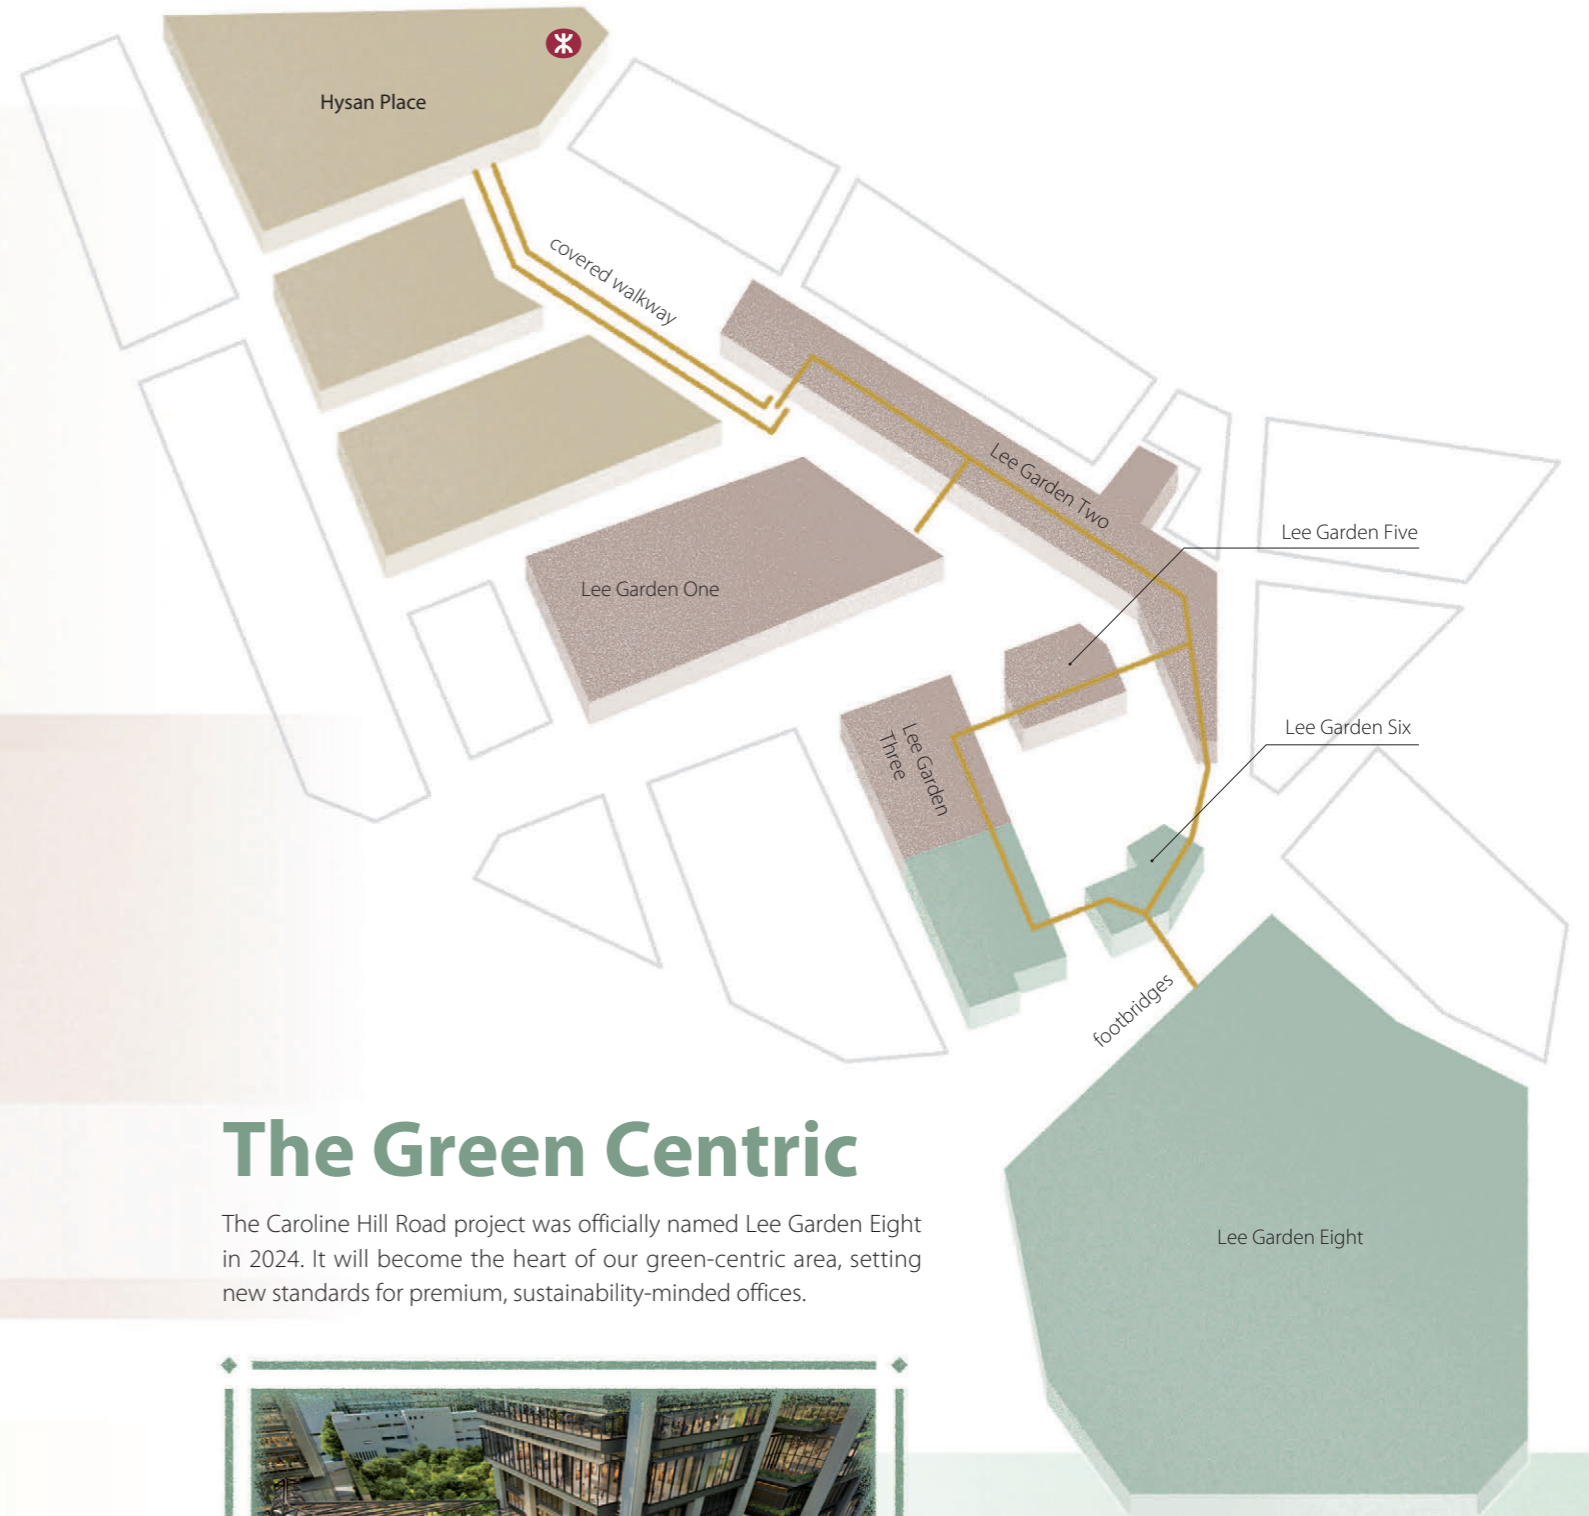 Hysan Place
covered walkway
Lee Garden Two
Lee Garden Five
Lee Garden One
Lee Garden Six
Lee Garden
Three
footbridges
The Green Centric
The Caroline Hill Road project was officially named Lee Garden Eight
in 2024. It will become the heart of our green-centric area, setting
new standards for premium, sustainability-minded offices.
Lee Garden Eight